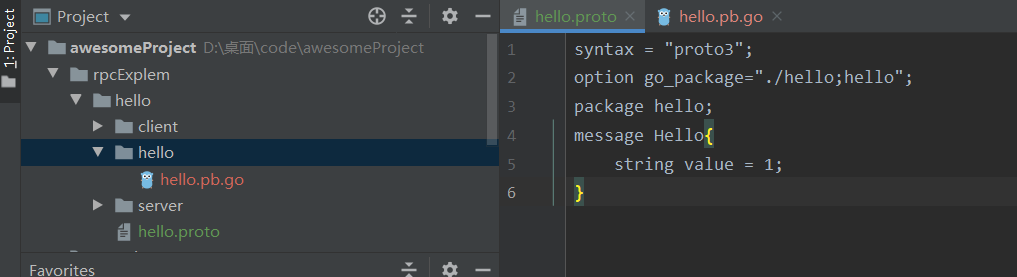 1: Project
Project
awesomeProject D:\桌面\code\awesomeProject
rpcExplem
hello
client
hello
hello.pb.go
server
hello.proto
Favorites
hello.proto
hello.pb.go
1 syntax = "proto3";
2 option go_package="./hello;hello";
3 package hello;
4 message Hello{
5     string value = 1;
6 }